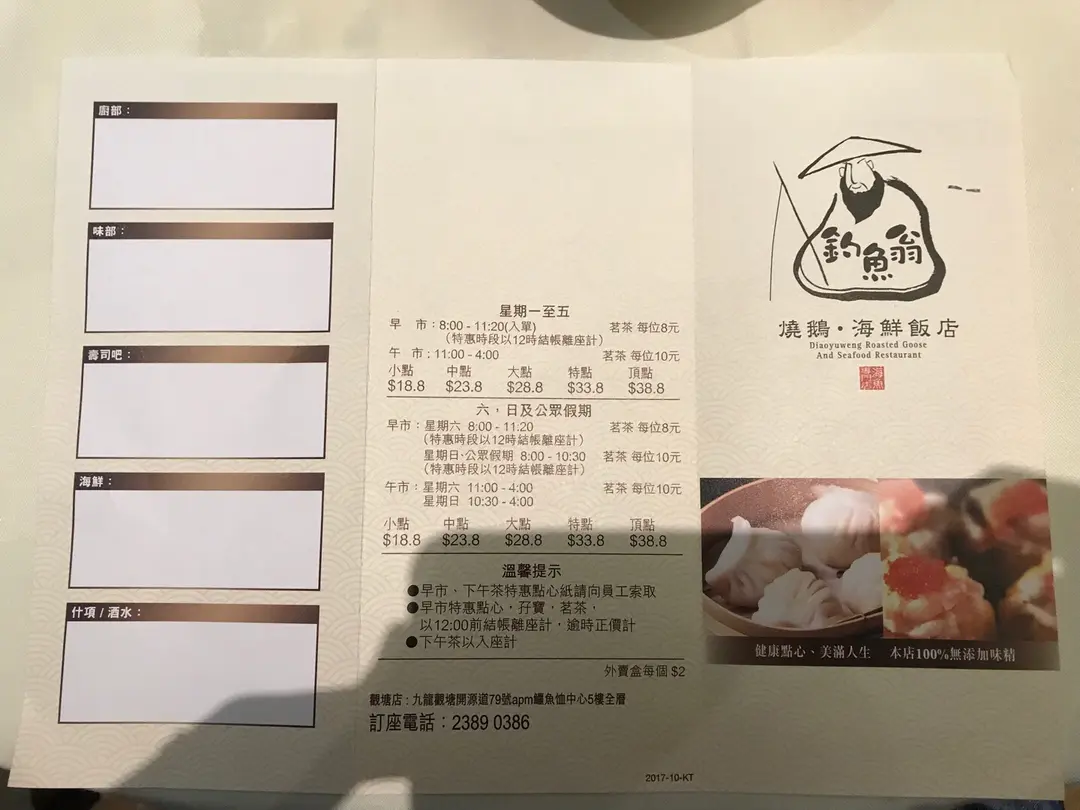 廚部：
味部：
壽司吧：
海鮮：
什項 / 酒水：
星期一至五
早　市：8:00 - 11:20(入單)　茗茶 每位8元
（特惠時段以12時結帳離座計）
午　市：11:00 - 4:00　茗茶 每位10元
小點　中點　大點　特點　頂點
$18.8　$23.8　$28.8　$33.8　$38.8
六，日及公眾假期
早市：星期六 8:00 - 11.20　茗茶 每位8元
（特惠時段以12時結帳離座計）
星期日、公眾假期 8:00 - 10:30　茗茶 每位10元
（特惠時段以12時結帳離座計）
午市：星期六 11:00 - 4:00　茗茶 每位10元
星期日 10:30 - 4:00
小點　中點　大點　特點　頂點
$18.8　$23.8　$28.8　$33.8　$38.8
溫馨提示
●早市、下午茶特惠點心紙請向員工索取
●早市特惠點心，孖寶，茗茶，
以12:00前結帳離座計，逾時正價計
●下午茶以入座計
外賣盒每個 $2
觀塘店：九龍觀塘開源道79號apm鱷魚恤中心5樓全層
訂座電話：2389 0386
2017-10-KT
釣魚翁
燒鵝・海鮮飯店
Diaoyuweng Roasted Goose
And Seafood Restaurant
健康點心、美滿人生　本店100%無添加味精